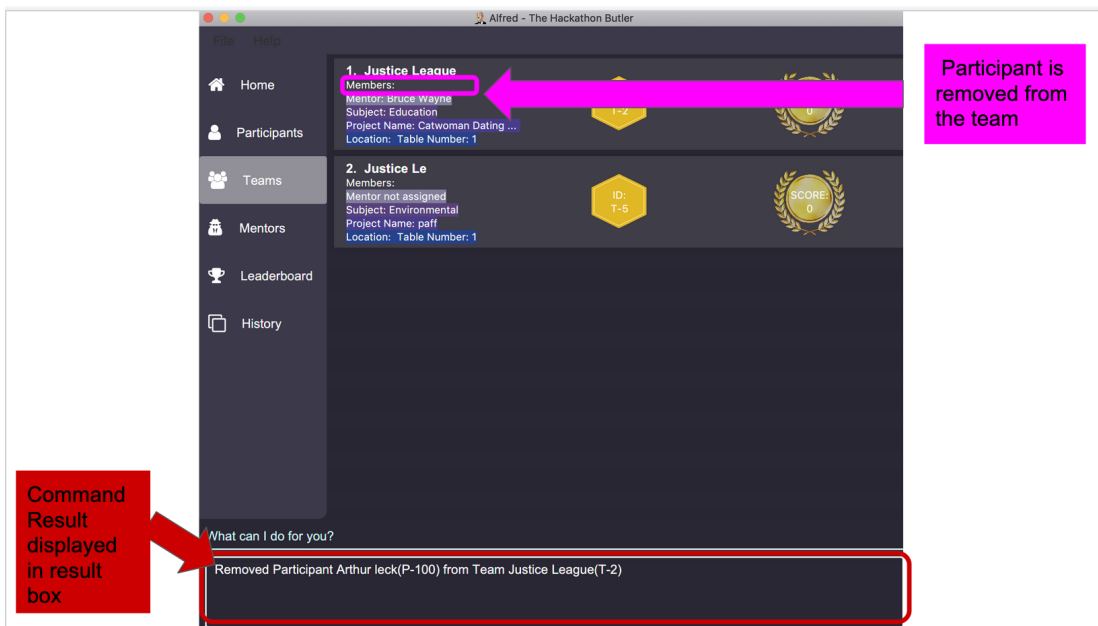 Alfred - The Hackathon Butler
File Help
Home
Participants
Teams
Mentors
Leaderboard
History
1. Justice League
Members:
Mentor: Bruce Wayne
Subject: Education
Project Name: Catwoman Dating ...
Location: Table Number: 1
T-2
0
2. Justice Le
Members:
Mentor not assigned
Subject: Environmental
Project Name: paff
Location: Table Number: 1
ID:
T-5
SCORE:
0
Participant is
removed from
the team
Command
Result
displayed
in result
box
What can I do for you?
Removed Participant Arthur leck(P-100) from Team Justice League(T-2)